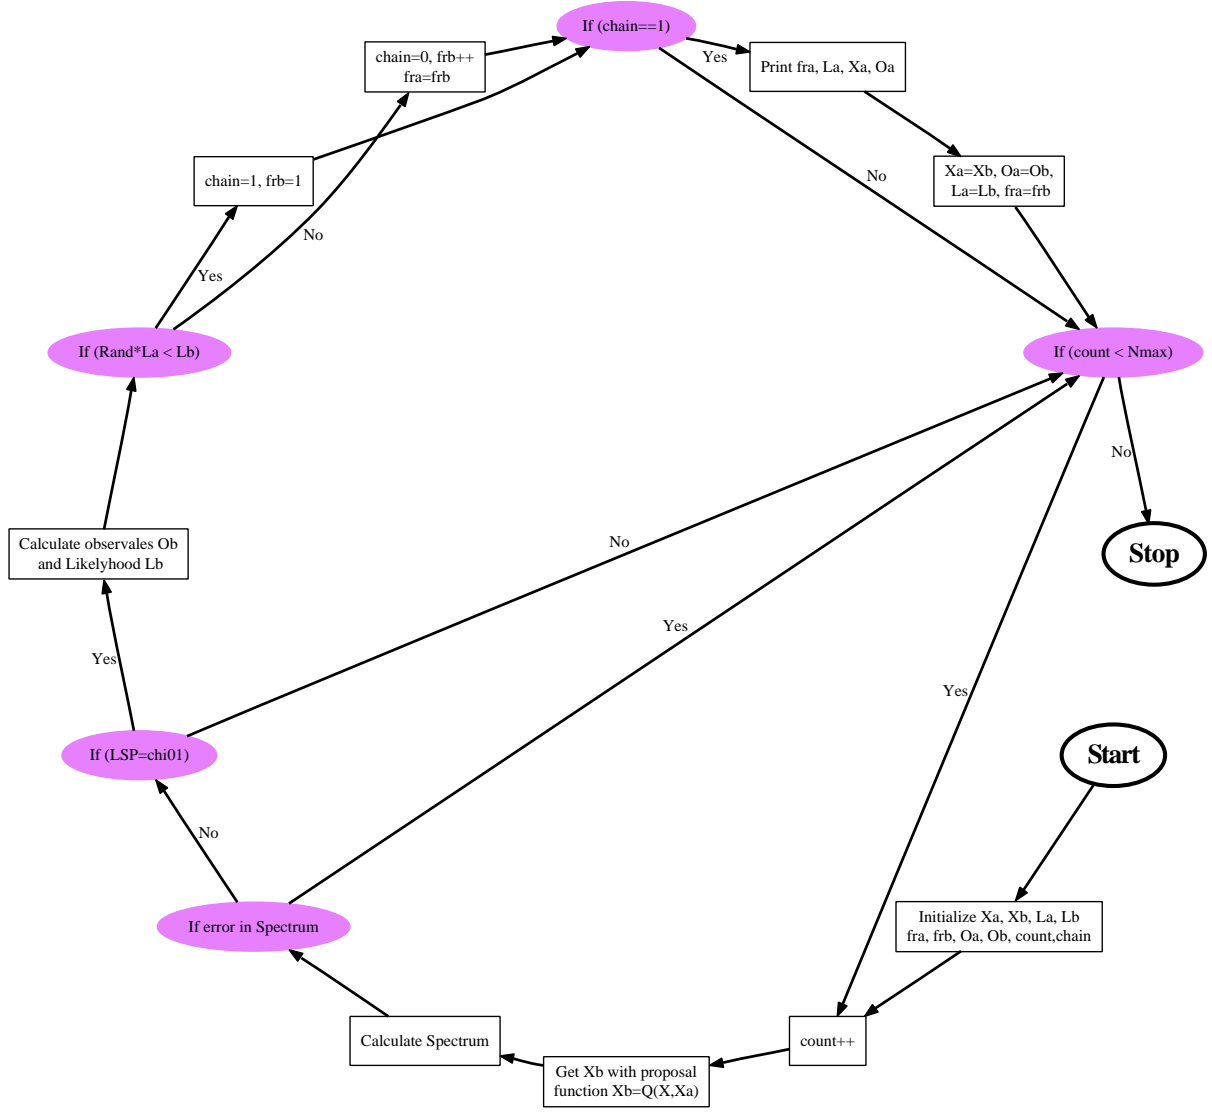 If (chain==1)
chain=0, frb++
fra=frb
Yes
Print fra, La, Xa, Oa
chain=1, frb=1
No
Xa=Xb, Oa=Ob,
La=Lb, fra=frb
No
Yes
If (Rand*La < Lb)
If (count < Nmax)
No
Calculate observales Ob
and Likelyhood Lb
No
Stop
Yes
Yes
Yes
If (LSP=chi01)
Start
No
If error in Spectrum
Initialize Xa, Xb, La, Lb
fra, frb, Oa, Ob, count,chain
Calculate Spectrum
count++
Get Xb with proposal
function Xb=Q(X,Xa)